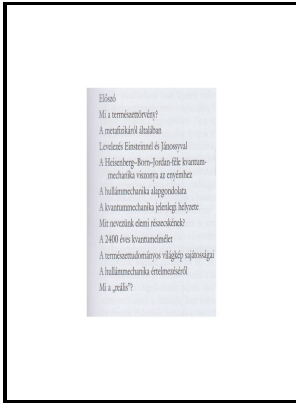 Előszó
Mi a természettörvény?
A metafizikáról általában
Levelezés Einsteinnel és Jánossyval
A Heisenberg–Born–Jordan-féle kvantum-
mechanika viszonya az enyémhez
A hullámmechanika alapgondolata
A kvantummechanika jelenlegi helyzete
Mit nevezünk elemi részecskének?
A 2400 éves kvantumelmélet
A természettudományos világkép sajátosságai
A hullámmechanika értelmezéséről
Mi a „reális”?